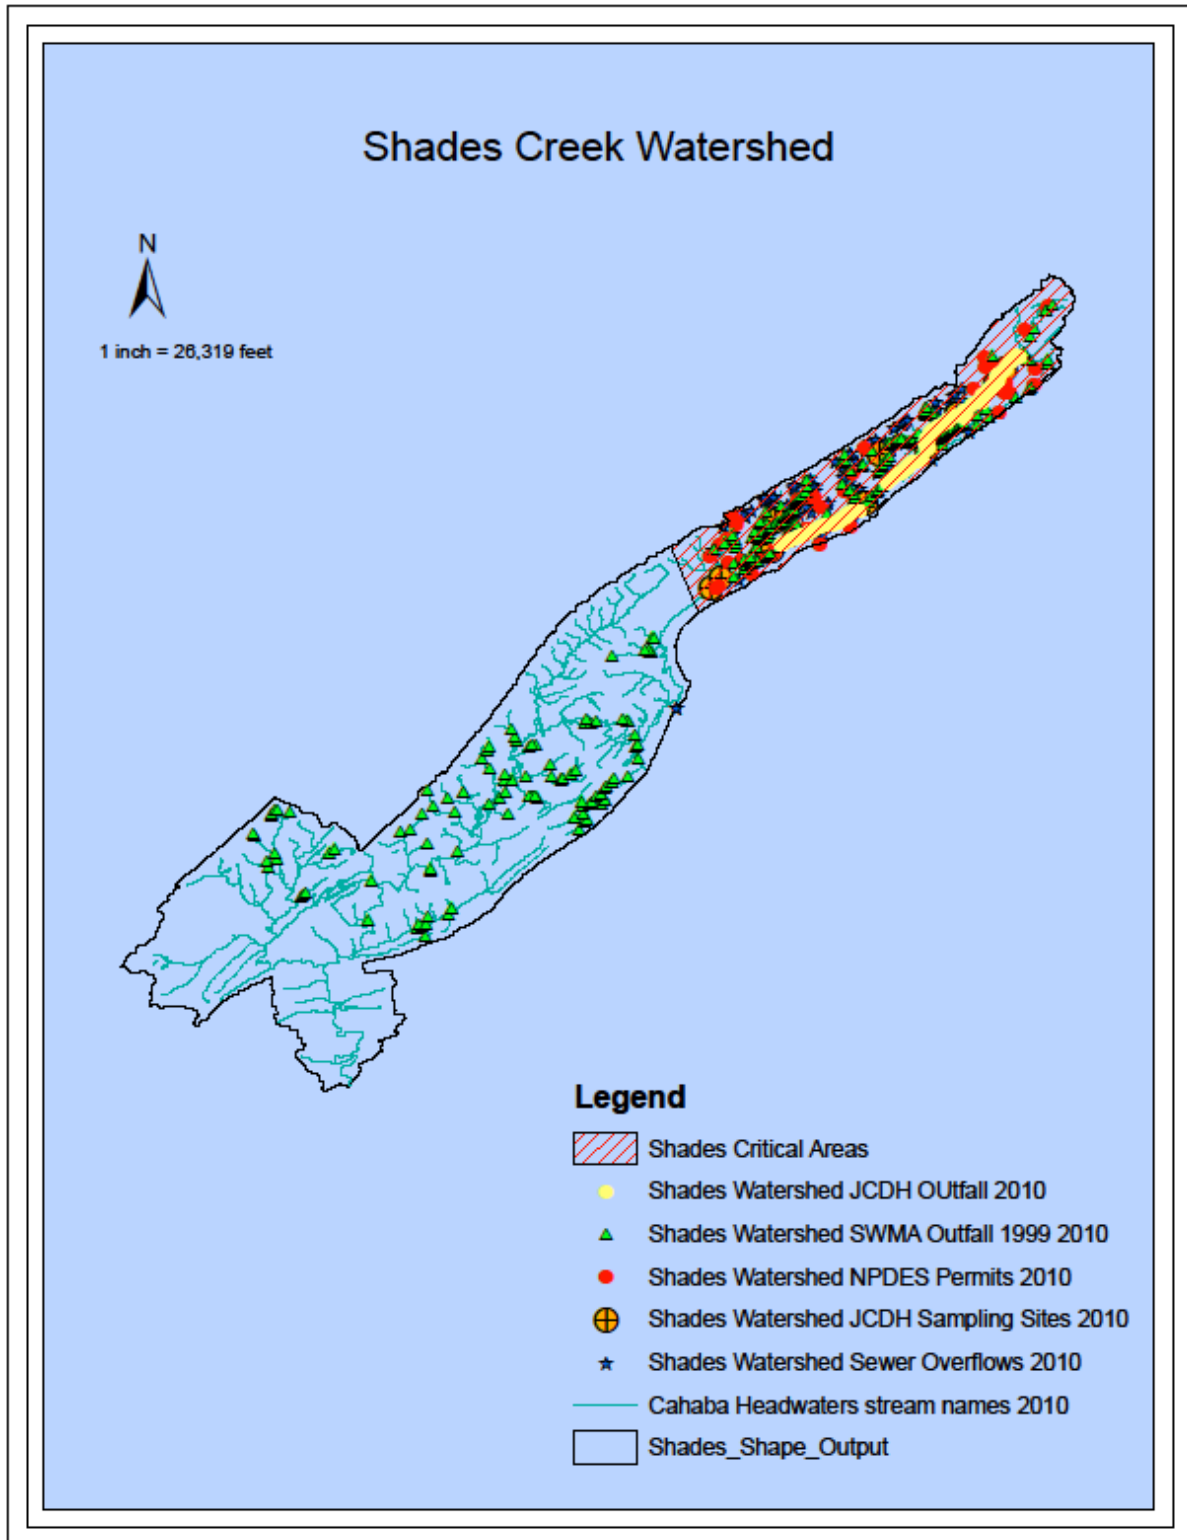 Shades Creek Watershed
N
1 inch = 26,319 feet
Legend
Shades Critical Areas
Shades Watershed JCDH OUtfall 2010
Shades Watershed SWMA Outfall 1999 2010
Shades Watershed NPDES Permits 2010
Shades Watershed JCDH Sampling Sites 2010
Shades Watershed Sewer Overflows 2010
Cahaba Headwaters stream names 2010
Shades_Shape_Output